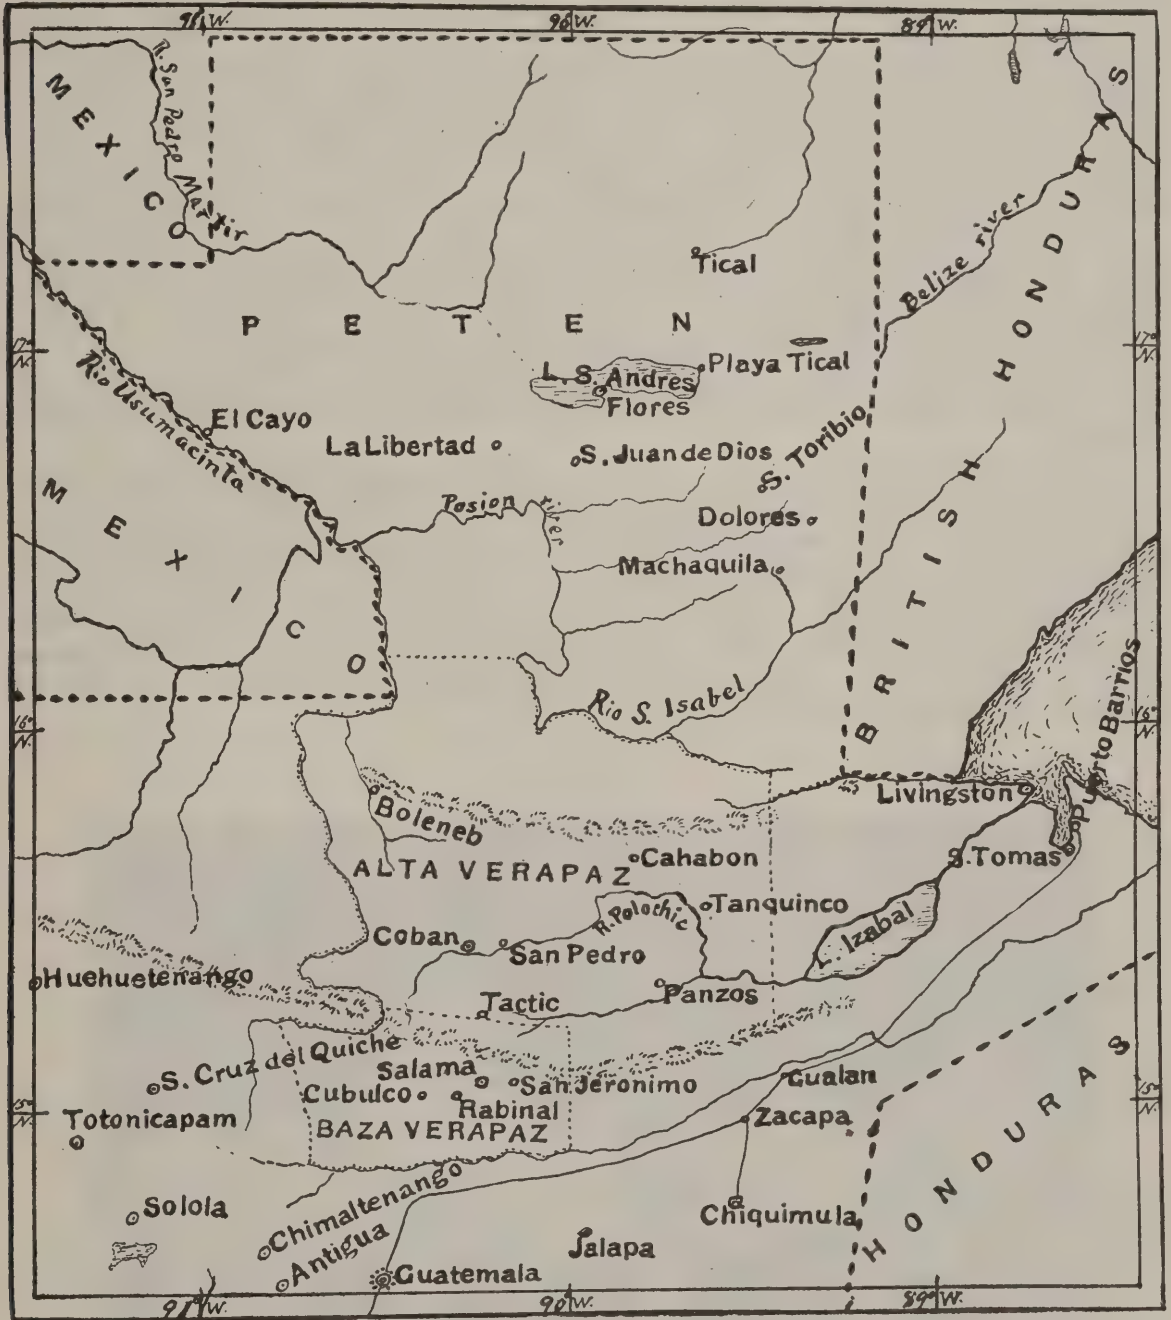 91° W.
90° W.
89° W.
MEXICO
R. San Pedro Martir
BRITISH HONDURAS
Belize river
Tical
PETEN
17° N.
17° N.
L. S. Andres
Playa Tical
Flores
Rio Usumacinta
El Cayo
La Libertad
S. Juan de Dios
S. Toribio
MEXICO
Pasion river
Dolores
Machaquila
Rio S. Isabel
16° N.
16° N.
Puerto Barrios
Livingston
Boleneb
S. Tomas
Cahabon
ALTA VERAPAZ
R. Polochic
Tanquinco
L. Izabal
Coban
San Pedro
Huehuetenango
Panzos
Tactic
S. Cruz del Quiche
Salama
San Jeronimo
Gualan
HONDURAS
Cubulco
Rabinal
15° N.
15° N.
Totonicapam
BAZA VERAPAZ
Zacapa
Solola
Chimaltenango
Chiquimula
Antigua
Jalapa
Guatemala
91° W.
90° W.
89° W.